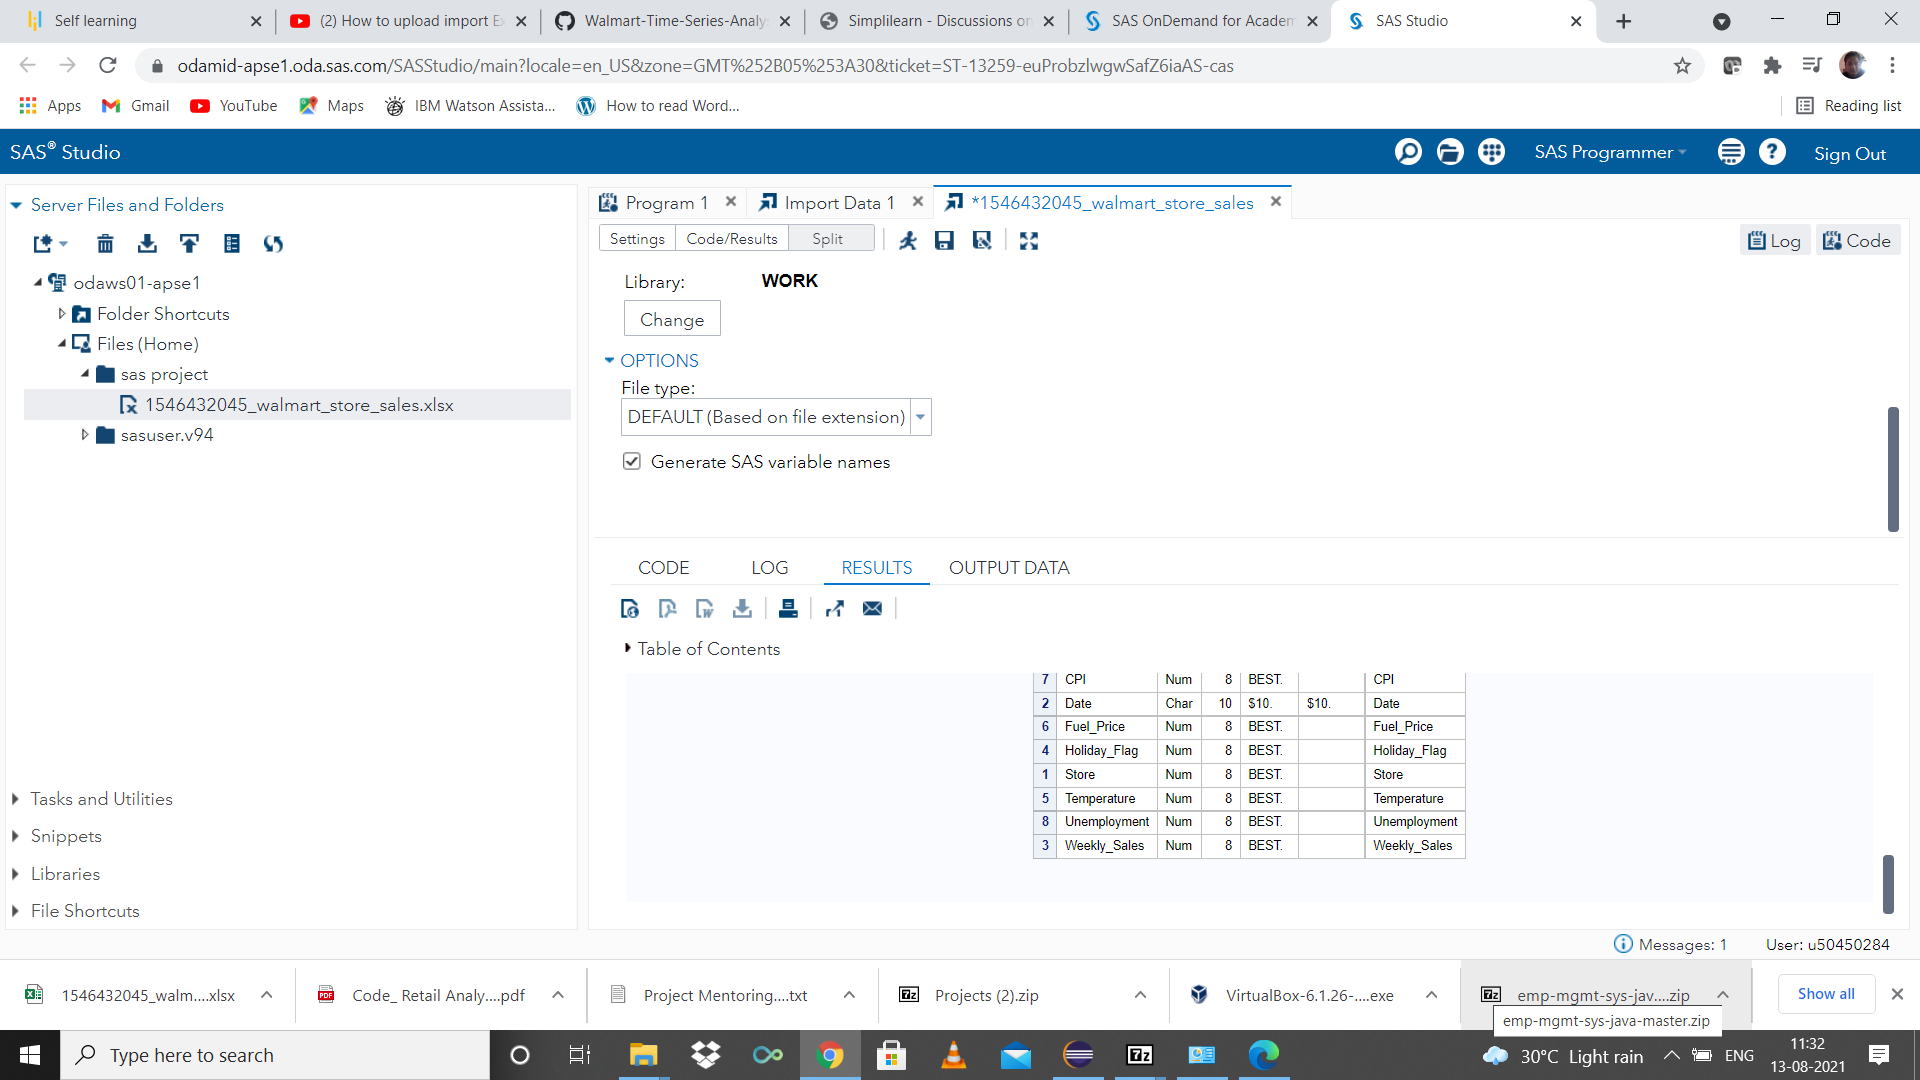 Self learning
(2) How to upload import Ex
Walmart-Time-Series-Analy
Simplilearn - Discussions on
SAS OnDemand for Academ
SAS Studio
odamid-apse1.oda.sas.com/SASStudio/main?locale=en_US&zone=GMT%252B05%253A30&ticket=ST-13259-euProbzlwgwSafZ6iaAS-cas
Apps
Gmail
YouTube
Maps
IBM Watson Assista...
How to read Word...
Reading list
SAS® Studio
SAS Programmer
Sign Out
Server Files and Folders
odaws01-apse1
Folder Shortcuts
Files (Home)
sas project
1546432045_walmart_store_sales.xlsx
sasuser.v94
Tasks and Utilities
Snippets
Libraries
File Shortcuts
Program 1
Import Data 1
*1546432045_walmart_store_sales
Settings
Code/Results
Split
Log
Code
Library: WORK
Change
OPTIONS
File type:
DEFAULT (Based on file extension)
Generate SAS variable names
CODE
LOG
RESULTS
OUTPUT DATA
Table of Contents
7 CPI Num 8 BEST. CPI
2 Date Char 10 $10. $10. Date
6 Fuel_Price Num 8 BEST. Fuel_Price
4 Holiday_Flag Num 8 BEST. Holiday_Flag
1 Store Num 8 BEST. Store
5 Temperature Num 8 BEST. Temperature
8 Unemployment Num 8 BEST. Unemployment
3 Weekly_Sales Num 8 BEST. Weekly_Sales
Messages: 1
User: u50450284
1546432045_walm....xlsx
Code_ Retail Analy....pdf
Project Mentoring....txt
Projects (2).zip
VirtualBox-6.1.26-....exe
emp-mgmt-sys-jav....zip
Show all
emp-mgmt-sys-java-master.zip
Type here to search
30°C Light rain
ENG
11:32
13-08-2021